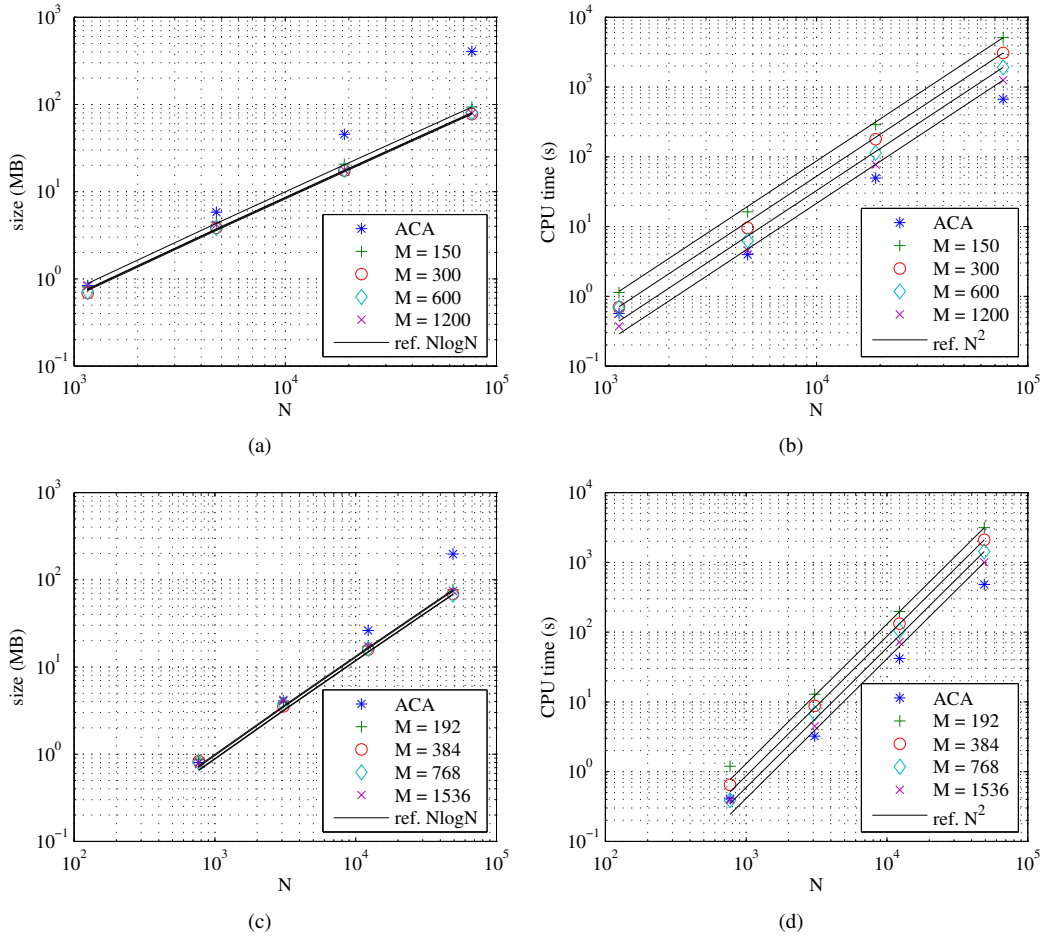 size (MB)
10^3
10^2
10^1
10^0
10^-1
10^3
10^4
10^5
N
ACA
M = 150
M = 300
M = 600
M = 1200
ref. NlogN
(a)
CPU time (s)
10^4
10^3
10^2
10^1
10^0
10^-1
10^3
10^4
10^5
N
ACA
M = 150
M = 300
M = 600
M = 1200
ref. N^2
(b)
size (MB)
10^3
10^2
10^1
10^0
10^-1
10^2
10^3
10^4
10^5
N
ACA
M = 192
M = 384
M = 768
M = 1536
ref. NlogN
(c)
CPU time (s)
10^4
10^3
10^2
10^1
10^0
10^-1
10^2
10^3
10^4
10^5
N
ACA
M = 192
M = 384
M = 768
M = 1536
ref. N^2
(d)